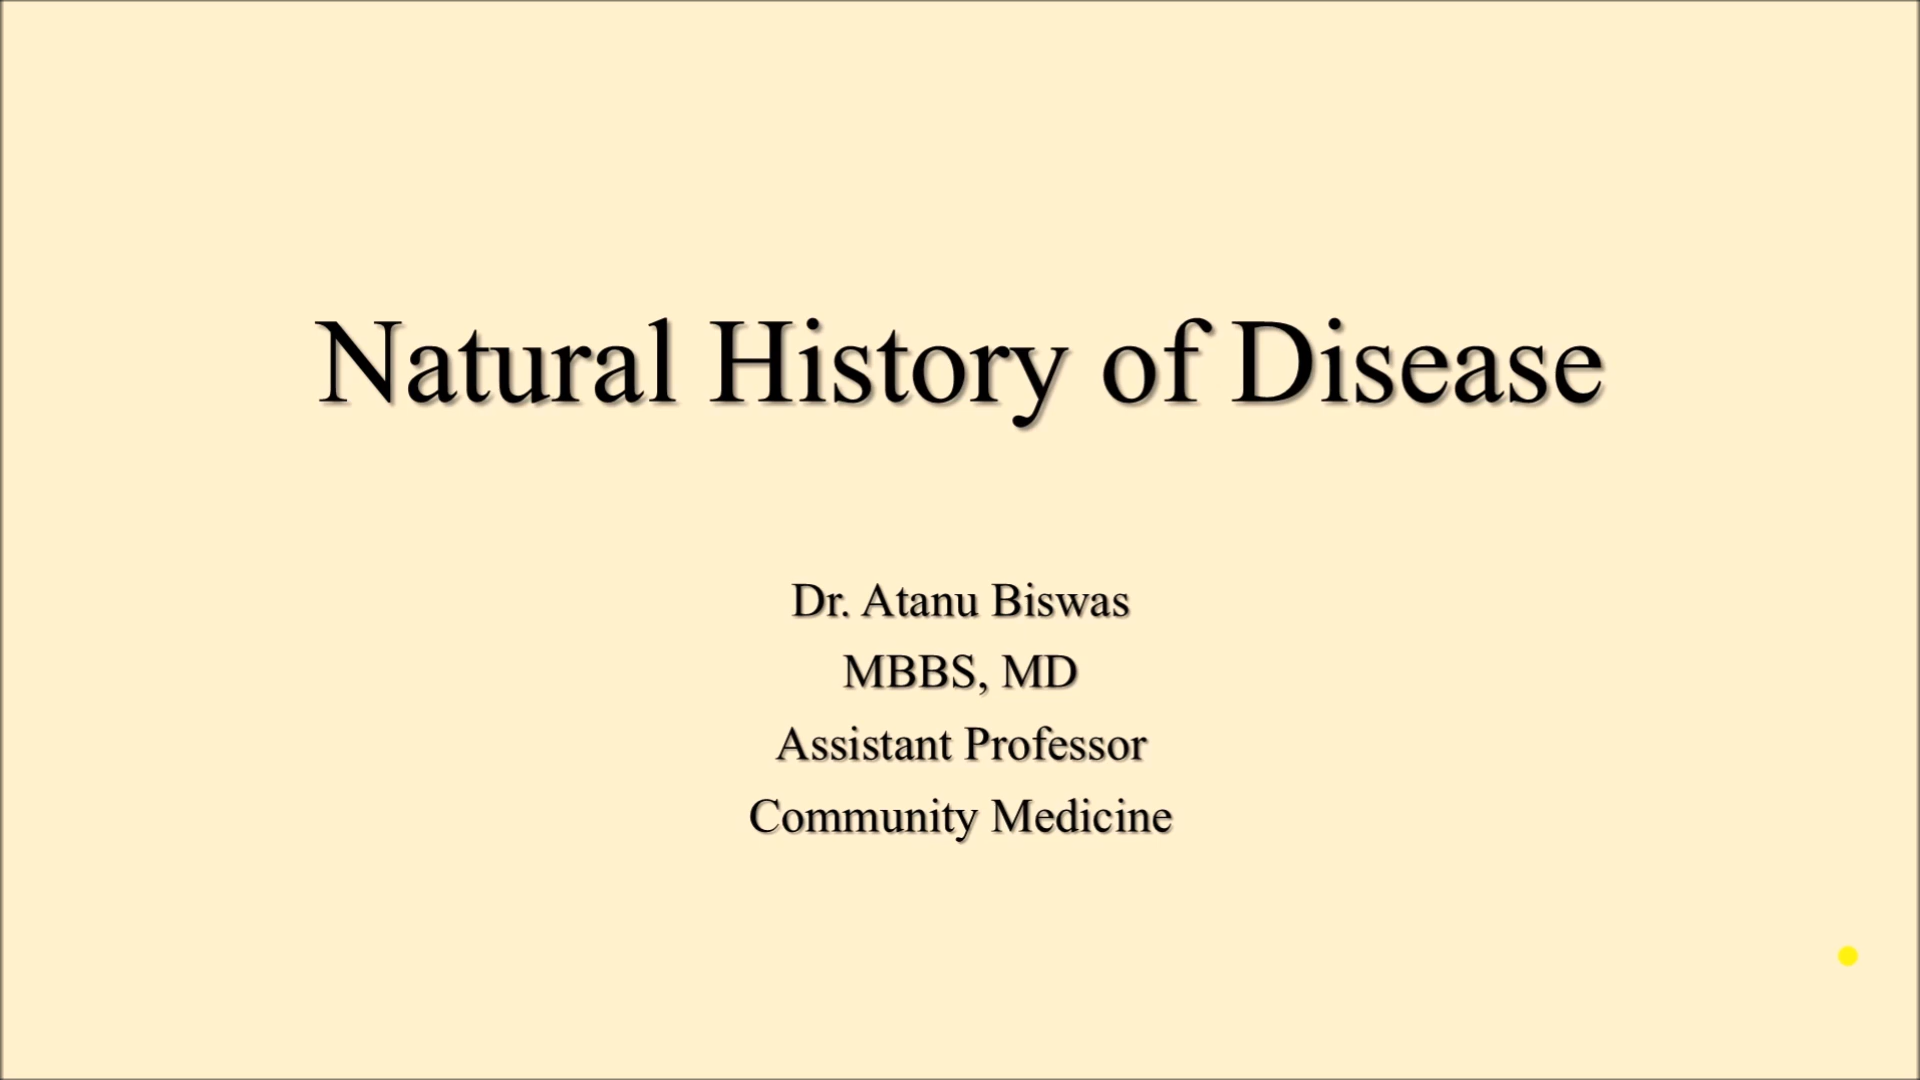 Natural History of Disease
Dr. Atanu Biswas
MBBS, MD
Assistant Professor
Community Medicine